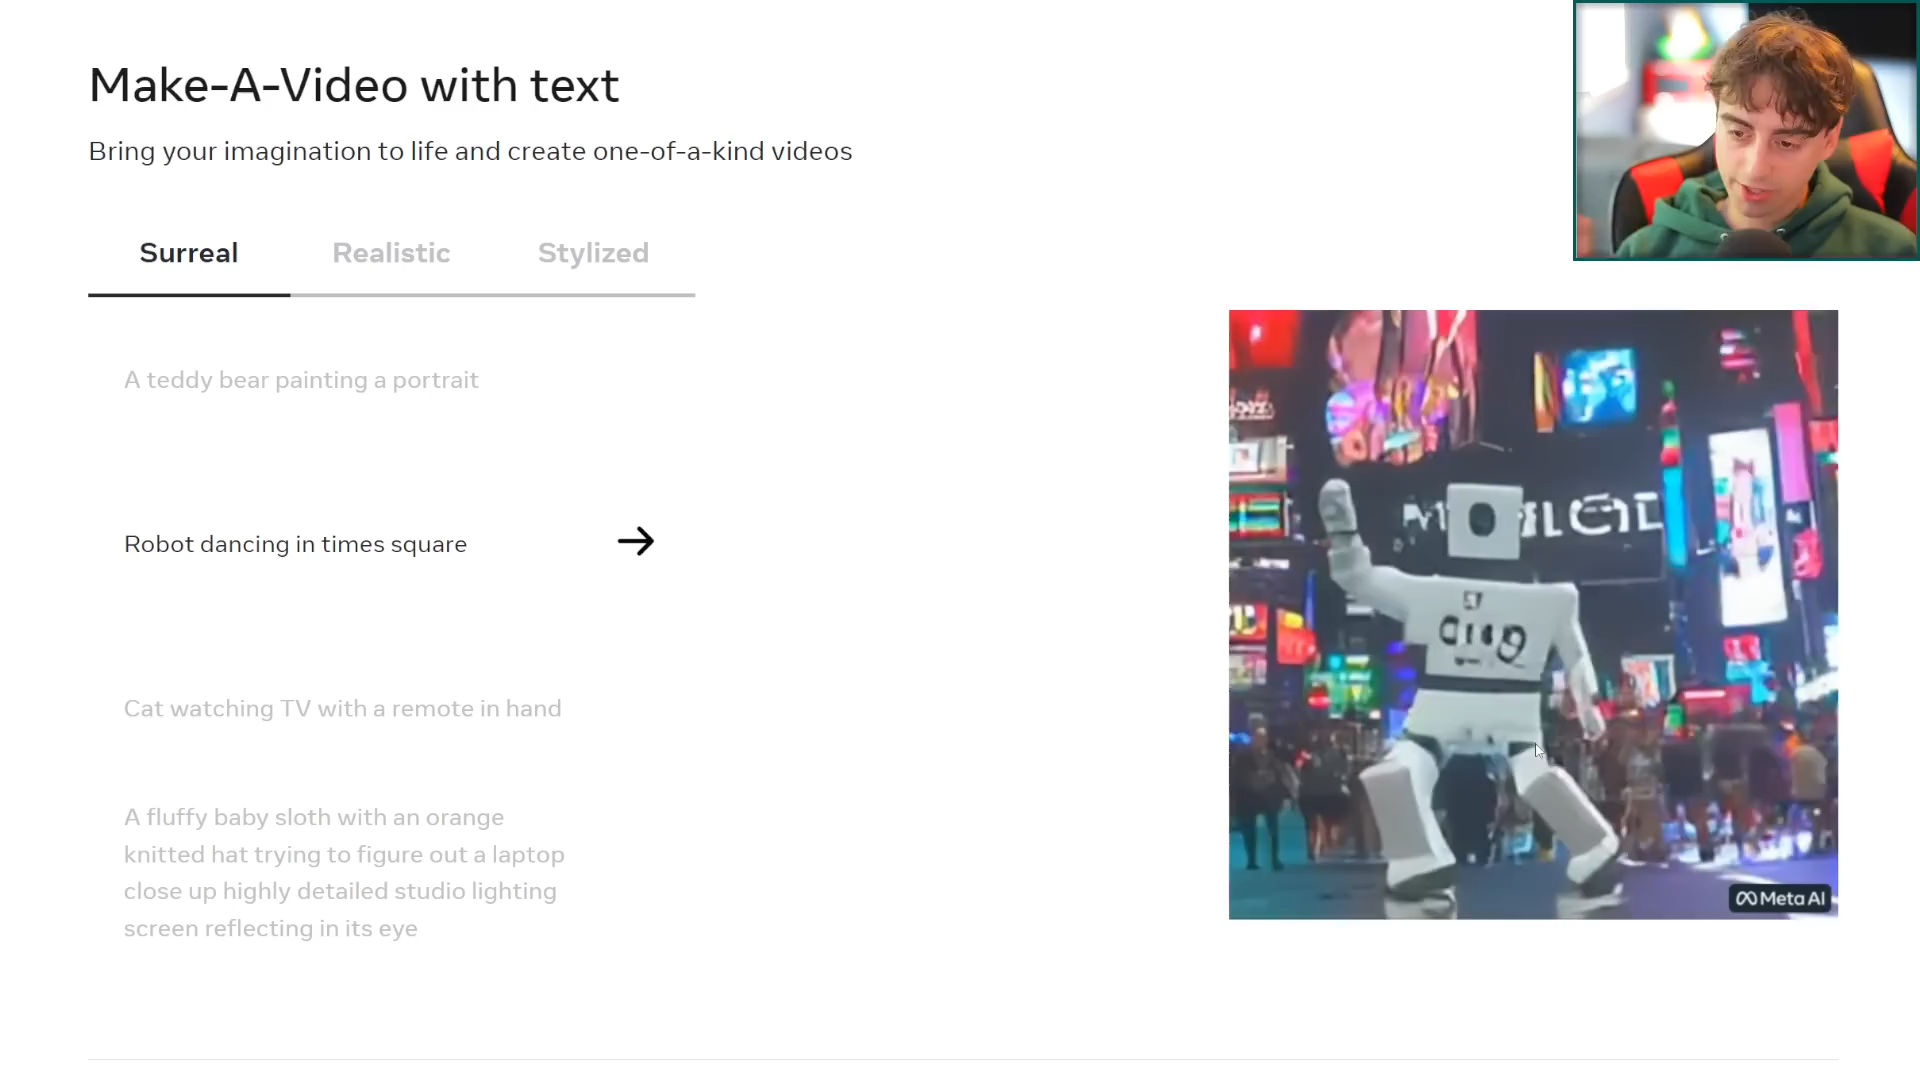 Make-A-Video with text
Bring your imagination to life and create one-of-a-kind videos
Surreal
Realistic
Stylized
A teddy bear painting a portrait
Robot dancing in times square
Cat watching TV with a remote in hand
A fluffy baby sloth with an orange
knitted hat trying to figure out a laptop
close up highly detailed studio lighting
screen reflecting in its eye
Meta AI